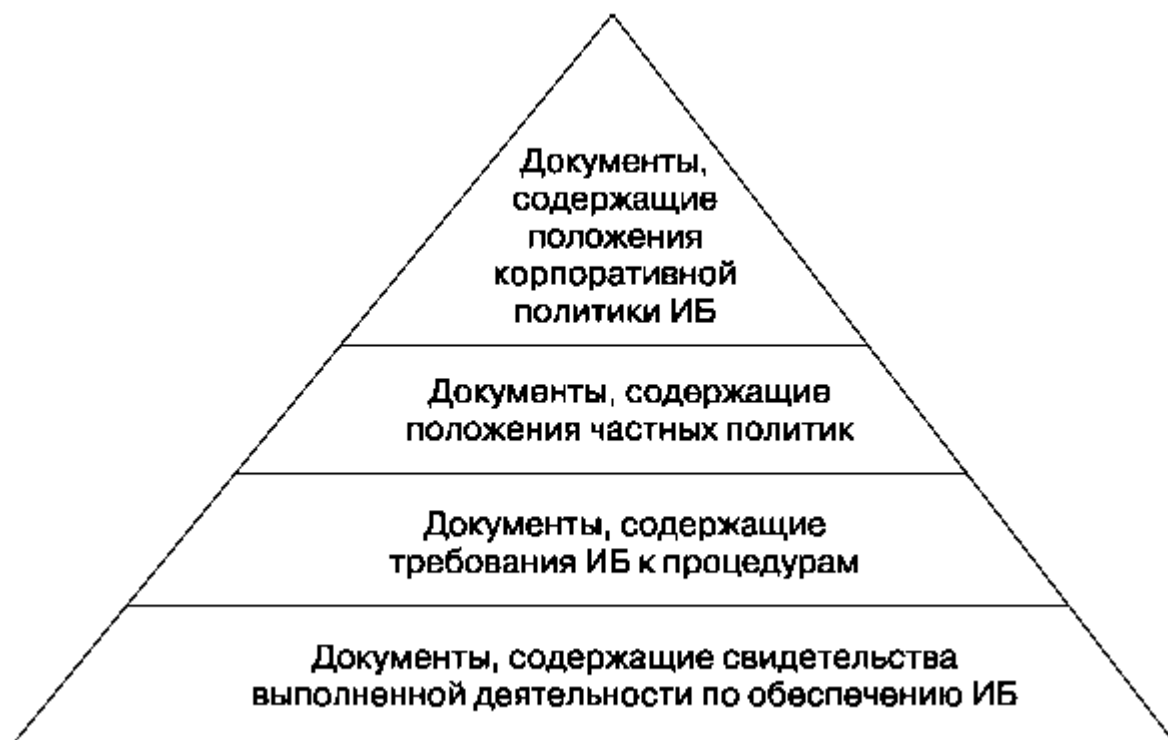 Документы,
содержащие
положения
корпоративной
политики ИБ
Документы, содержащие
положения частных политик
Документы, содержащие
требования ИБ к процедурам
Документы, содержащие свидетельства
выполненной деятельности по обеспечению ИБ